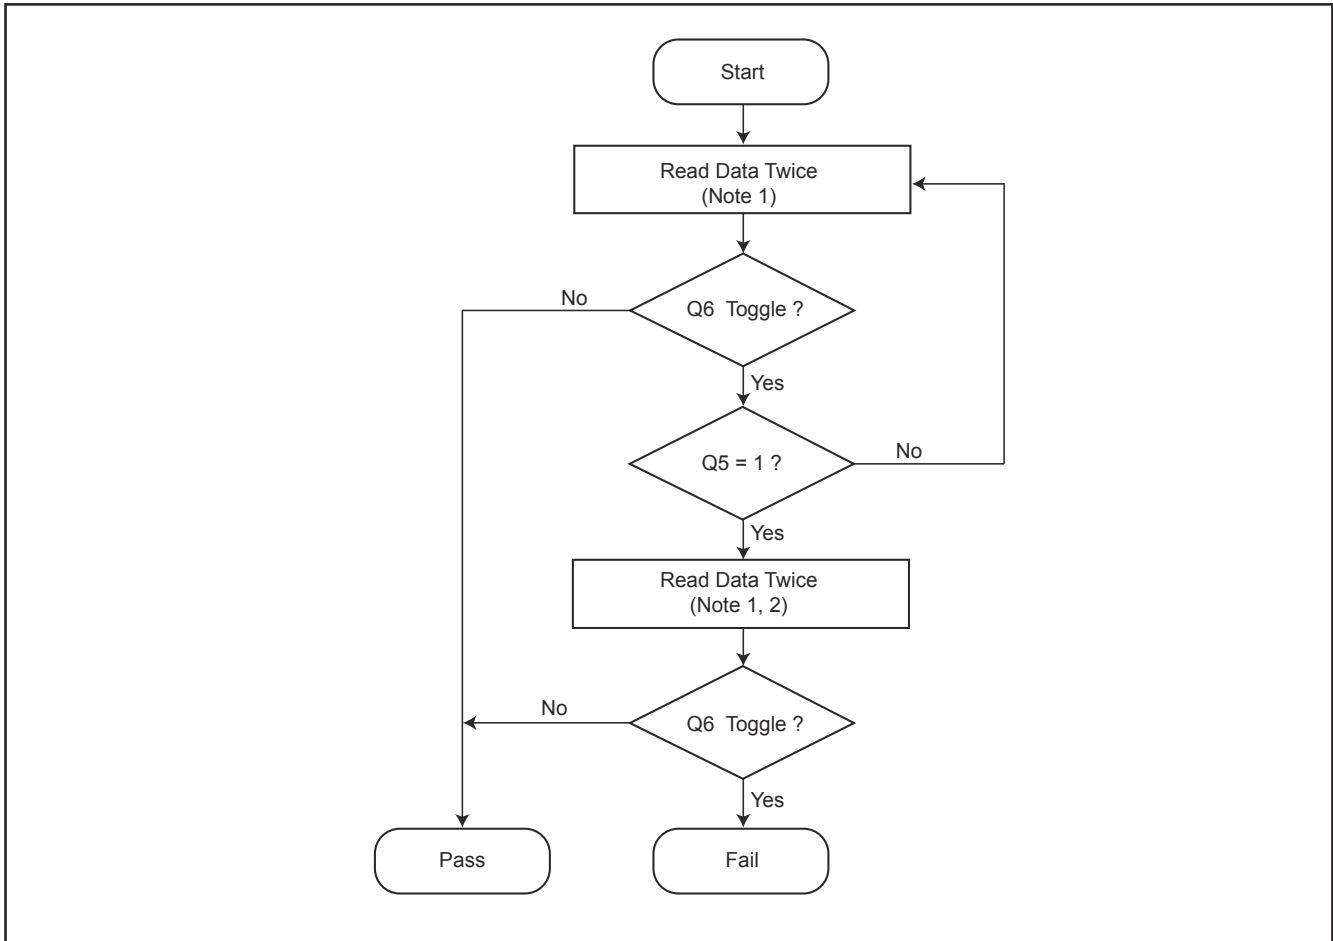 Start
Read Data Twice
(Note 1)
No
Q6 Toggle ?
Yes
Q5 = 1 ?
No
Yes
Read Data Twice
(Note 1, 2)
No
Q6 Toggle ?
Yes
Pass
Fail